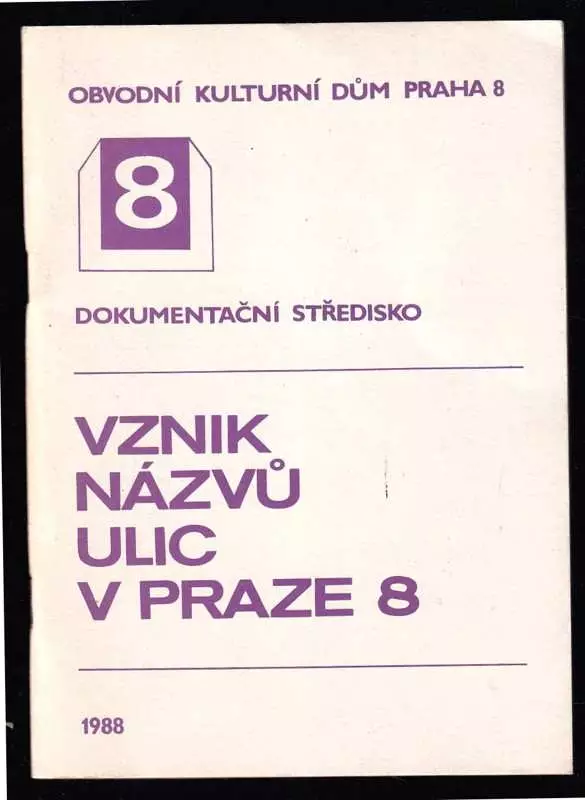 OBVODNÍ KULTURNÍ DŮM PRAHA 8
8
DOKUMENTAČNÍ STŘEDISKO
VZNIK
NÁZVŮ
ULIC
V PRAZE 8
1988